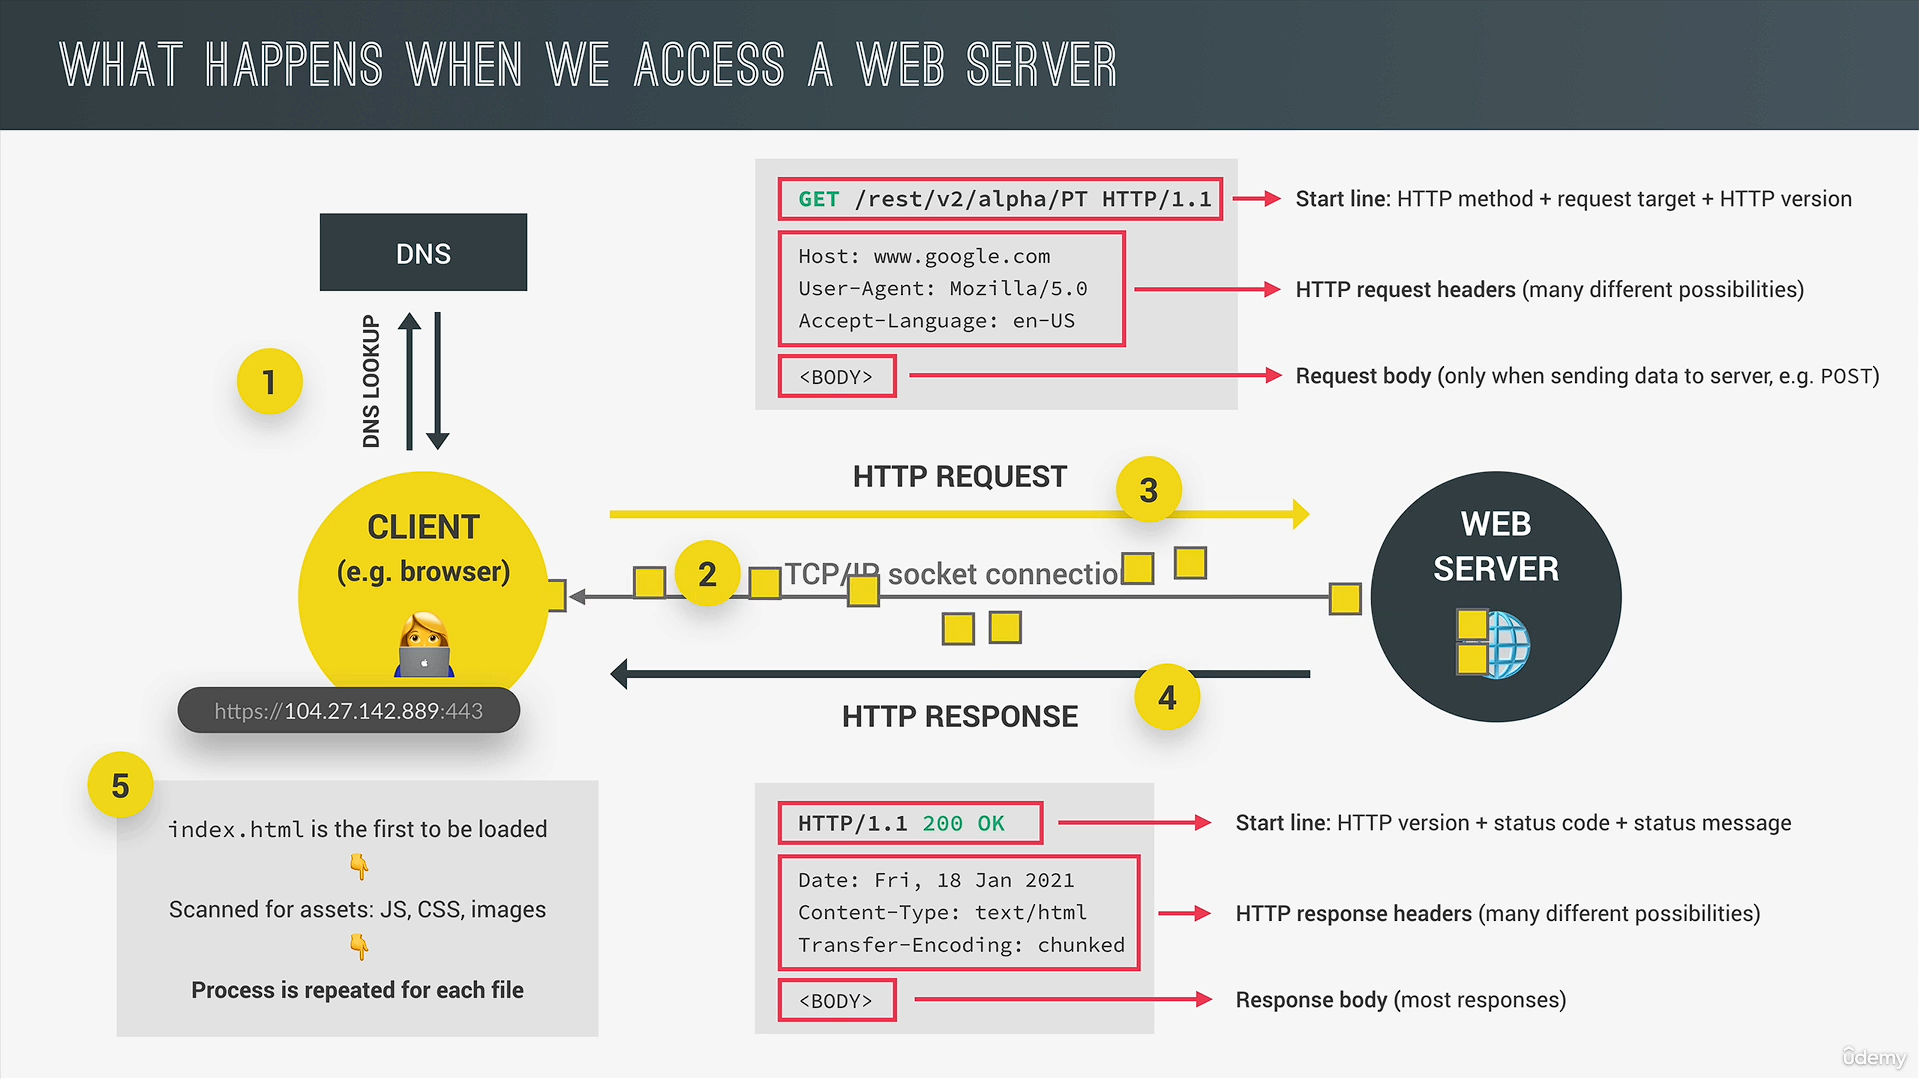 WHAT HAPPENS WHEN WE ACCESS A WEB SERVER
DNS
1
DNS LOOKUP
GET /rest/v2/alpha/PT HTTP/1.1
Start line: HTTP method + request target + HTTP version
Host: www.google.com
User-Agent: Mozilla/5.0
Accept-Language: en-US
HTTP request headers (many different possibilities)
<BODY>
Request body (only when sending data to server, e.g. POST)
CLIENT
(e.g. browser)
https://104.27.142.889:443
HTTP REQUEST
3
2
TCP/IP socket connectio
HTTP RESPONSE
4
WEB
SERVER
5
index.html is the first to be loaded
Scanned for assets: JS, CSS, images
Process is repeated for each file
HTTP/1.1 200 OK
Start line: HTTP version + status code + status message
Date: Fri, 18 Jan 2021
Content-Type: text/html
Transfer-Encoding: chunked
HTTP response headers (many different possibilities)
<BODY>
Response body (most responses)
udemy